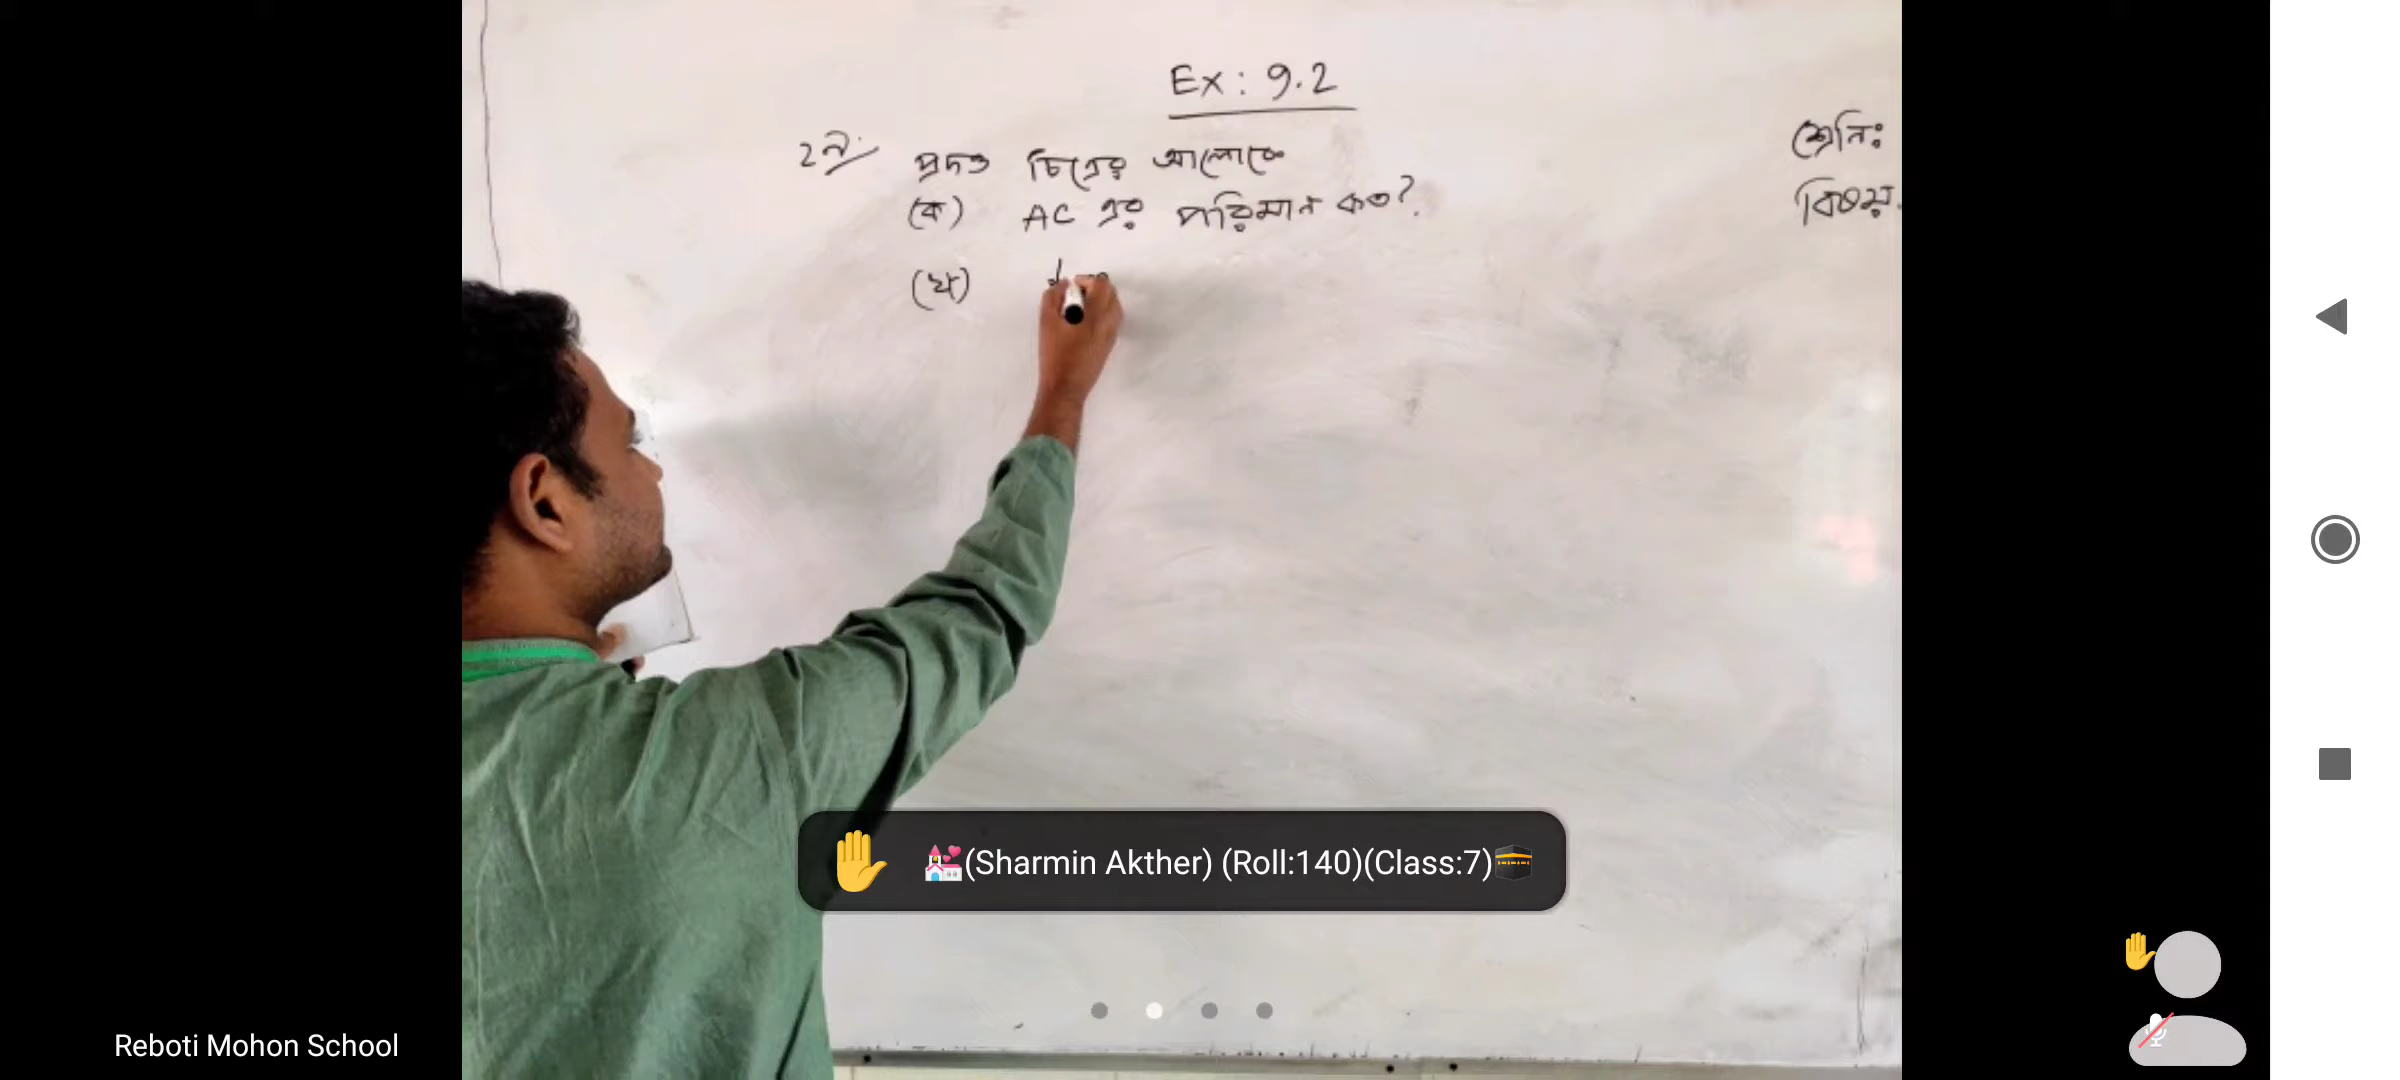 Ex: 9.2
2নং প্রদত্ত চিত্রের আলোকে
(ক) AC এর পরিমান কত?
(খ)
শ্রেনিঃ
বিষয়
✋ 💒(Sharmin Akther) (Roll:140)(Class:7)🕋
Reboti Mohon School